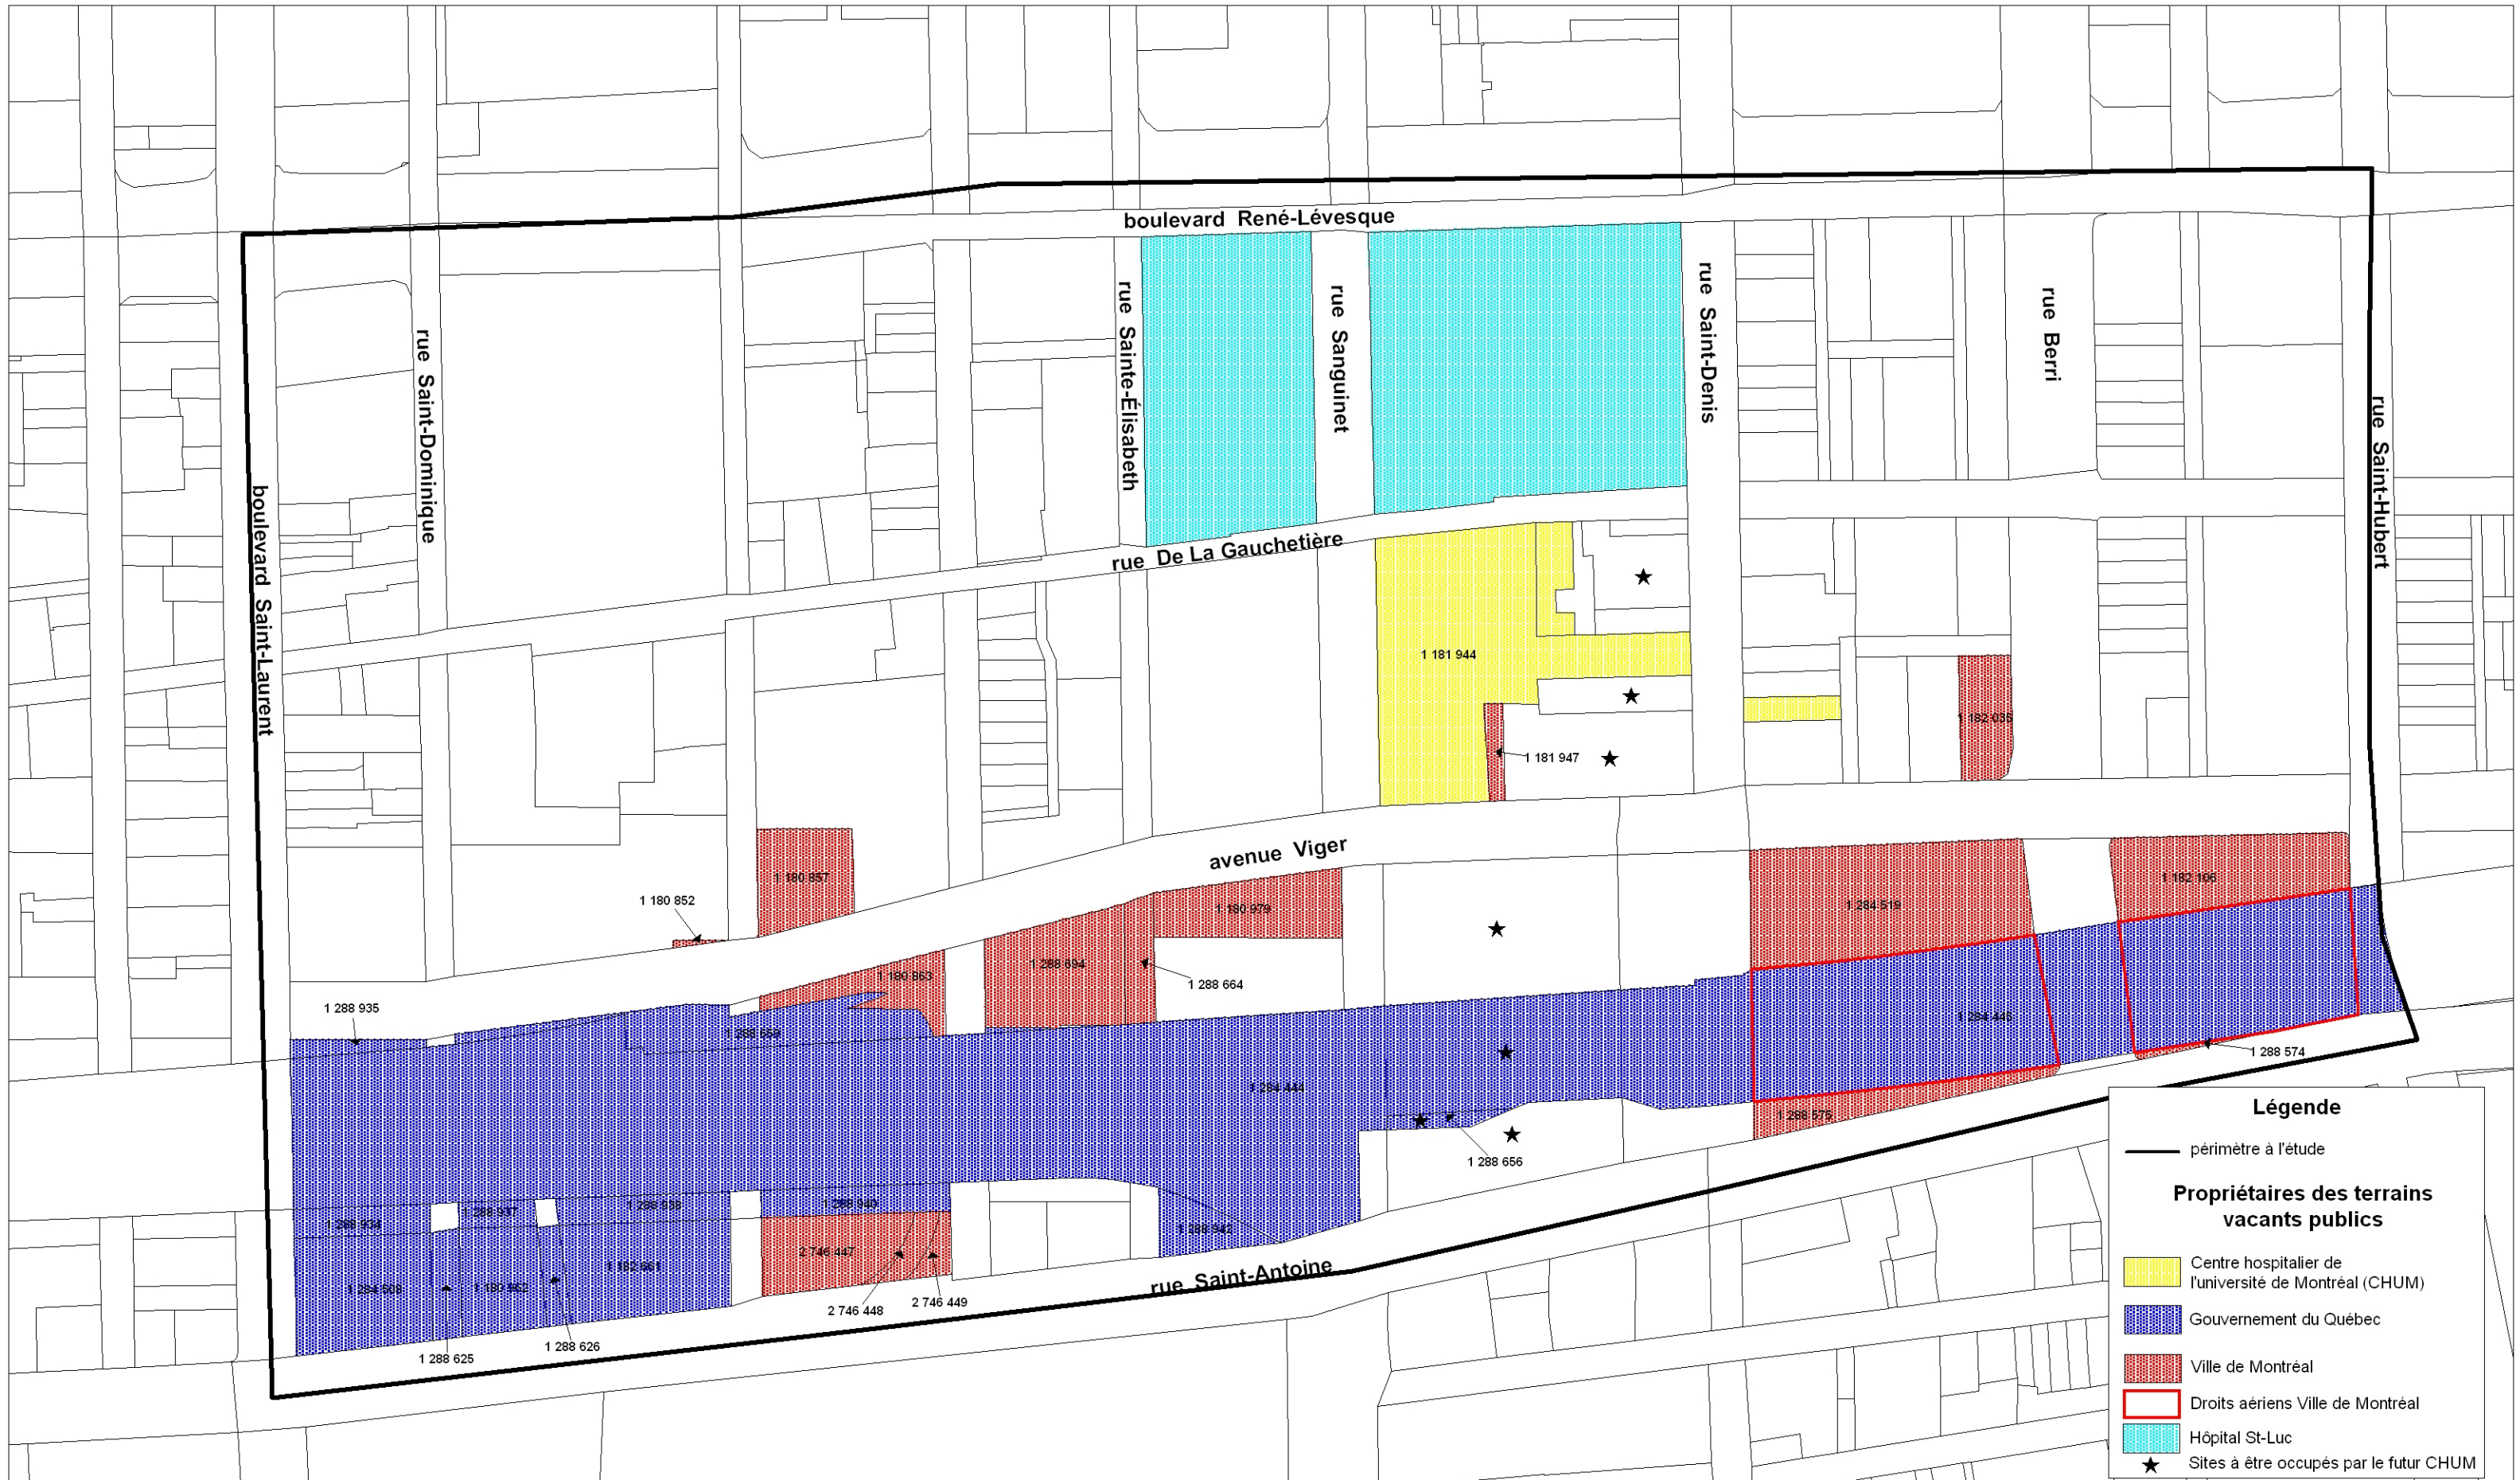 boulevard René-Lévesque
rue Saint-Dominique
rue Sainte-Élisabeth
rue Sanguinet
rue Saint-Denis
rue Berri
rue Saint-Hubert
boulevard Saint-Laurent
rue De La Gauchetière
1 181 944
1 182 035
1 181 947
avenue Viger
1 180 857
1 180 852
1 180 979
1 284 519
1 182 106
1 180 863
1 288 694
1 288 664
1 288 935
1 288 659
1 284 445
1 288 574
1 284 444
1 288 575
1 288 656
1 288 934
1 288 937
1 288 938
1 288 940
1 288 942
2 746 447
1 284 508
1 180 962
1 182 661
2 746 448
2 746 449
1 288 625
1 288 626
rue Saint-Antoine
Légende
périmètre à l'étude
Propriétaires des terrains
vacants publics
Centre hospitalier de
l'université de Montréal (CHUM)
Gouvernement du Québec
Ville de Montréal
Droits aériens Ville de Montréal
Hôpital St-Luc
Sites à être occupés par le futur CHUM